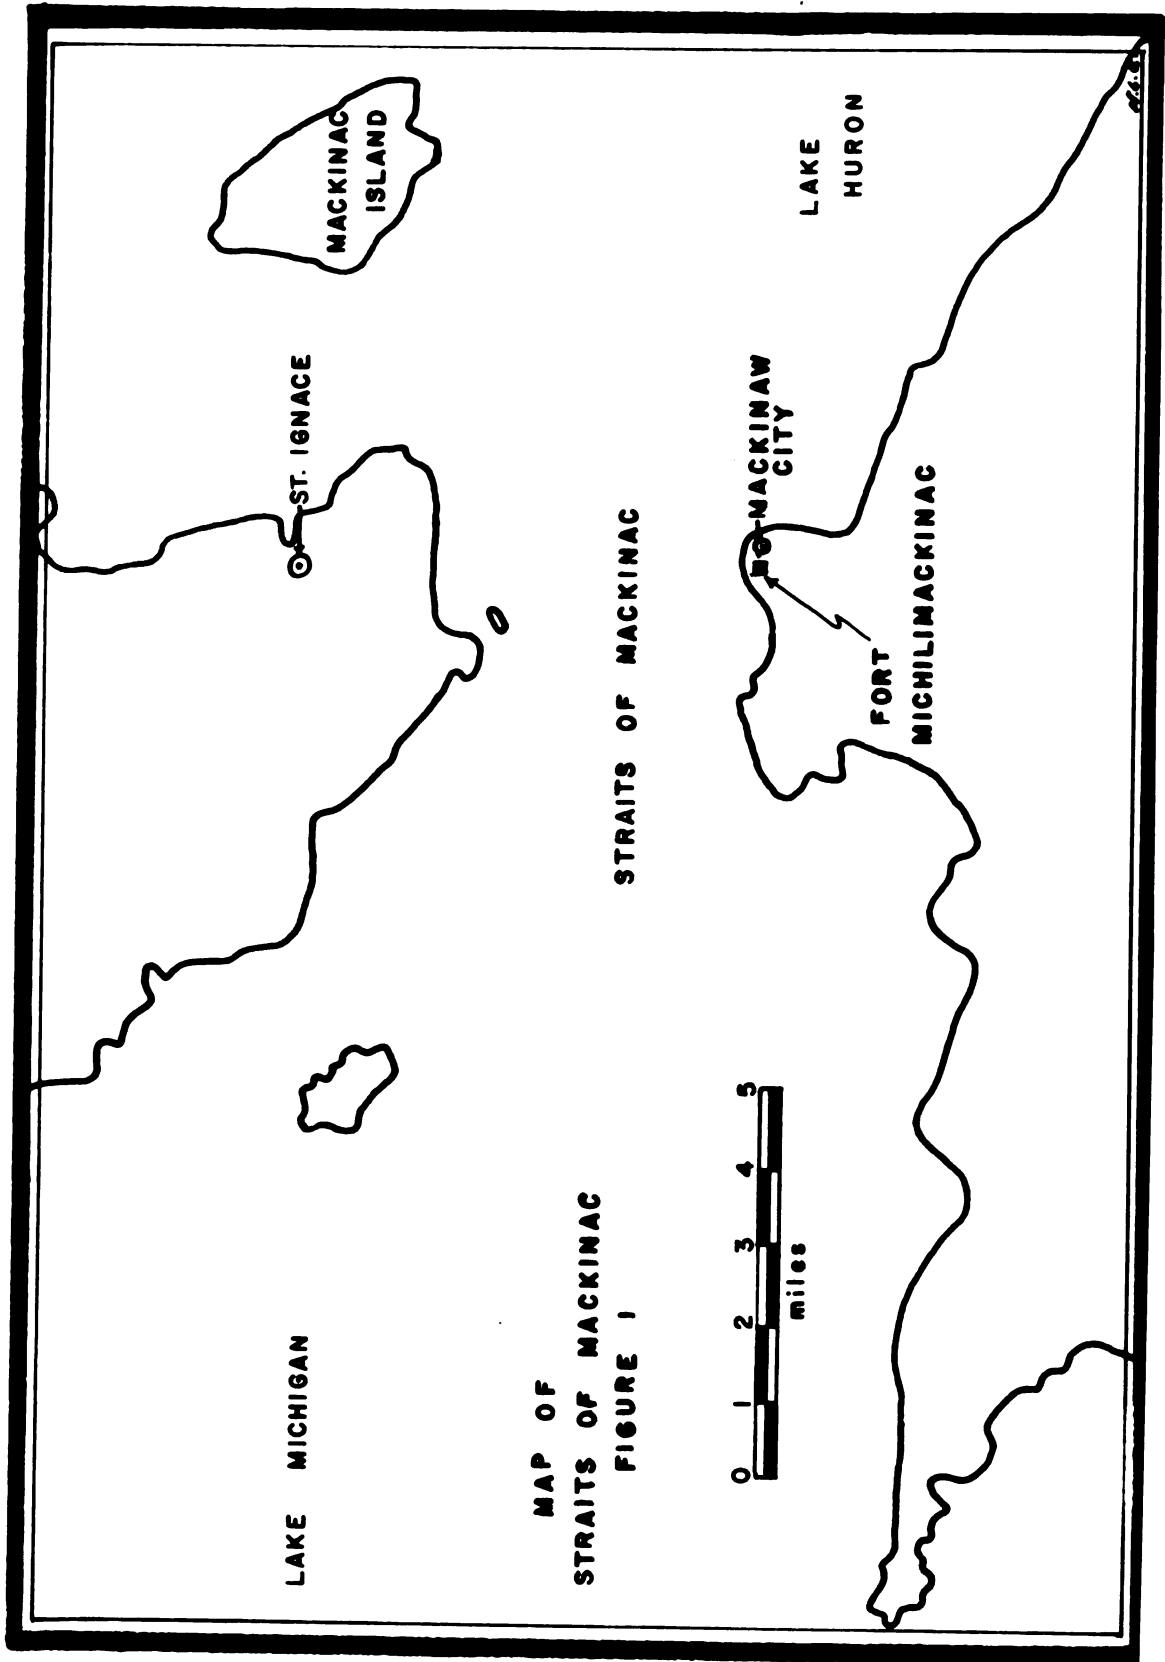 LAKE MICHIGAN
ST. IGNACE
MACKINAC
ISLAND
MAP OF
STRAITS OF MACKINAC
FIGURE 1
STRAITS OF MACKINAC
0 1 2 3 4 5
miles
MACKINAW
CITY
FORT
MICHILIMACKINAC
LAKE
HURON